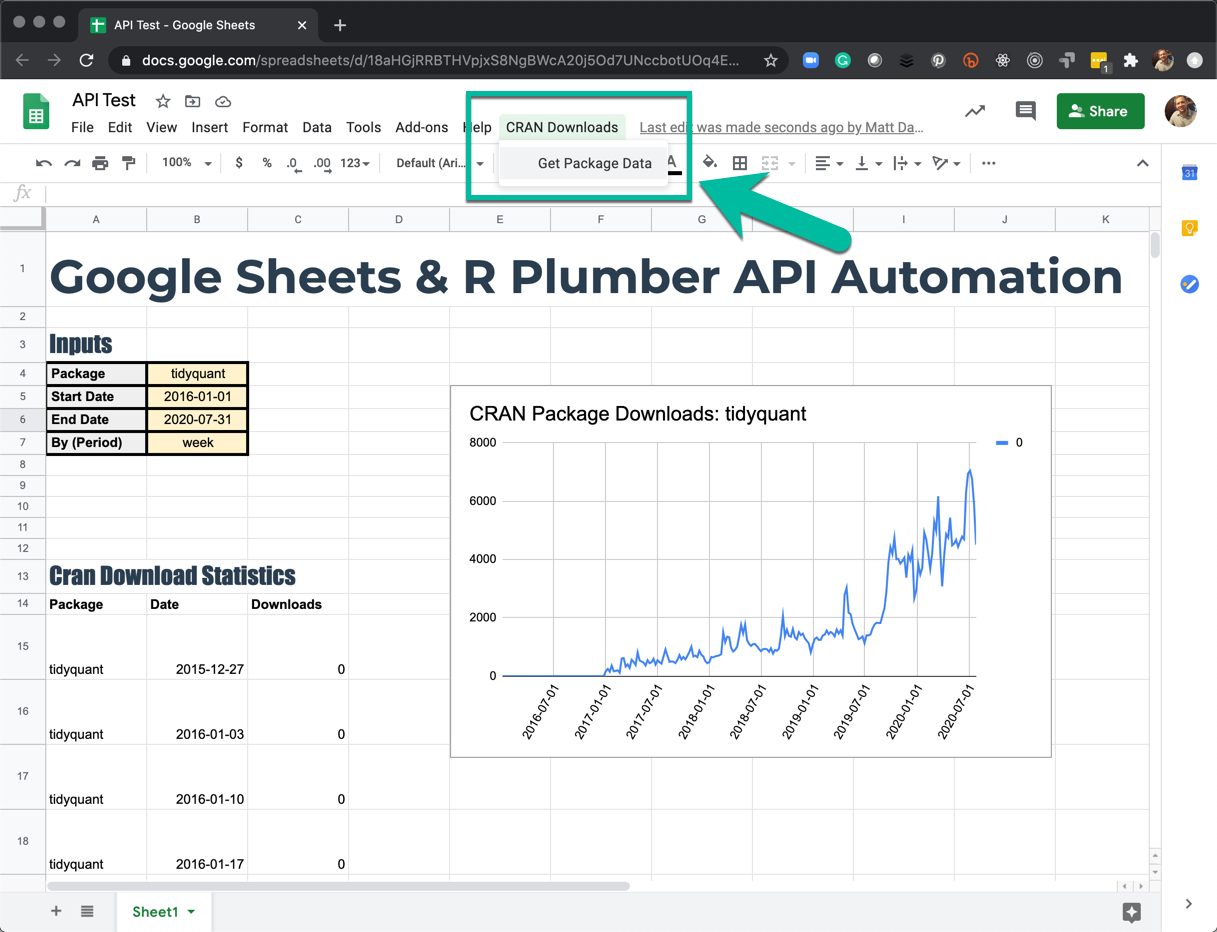 API Test - Google Sheets
docs.google.com/spreadsheets/d/18aHGjRRBTHVpjxS8NgBWcA20j5Od7UNccbotUOq4E...
1
API Test
File Edit View Insert Format Data Tools Add-ons Help CRAN Downloads Last edit was made seconds ago by Matt Da...
Share
100% $ % .0 .00 123 Default (Ari... Get Package Data A
31
fx
A B C D E F G I J K
1 Google Sheets & R Plumber API Automation
2
3 Inputs
4 Package tidyquant
5 Start Date 2016-01-01
6 End Date 2020-07-31
7 By (Period) week
8
9
10
11
12
13 Cran Download Statistics
14 Package Date Downloads
15 tidyquant 2015-12-27 0
16 tidyquant 2016-01-03 0
17 tidyquant 2016-01-10 0
18 tidyquant 2016-01-17 0
CRAN Package Downloads: tidyquant
8000
6000
4000
2000
0
0
2016-07-01 2017-01-01 2017-07-01 2018-01-01 2018-07-01 2019-01-01 2019-07-01 2020-01-01 2020-07-01
Sheet1